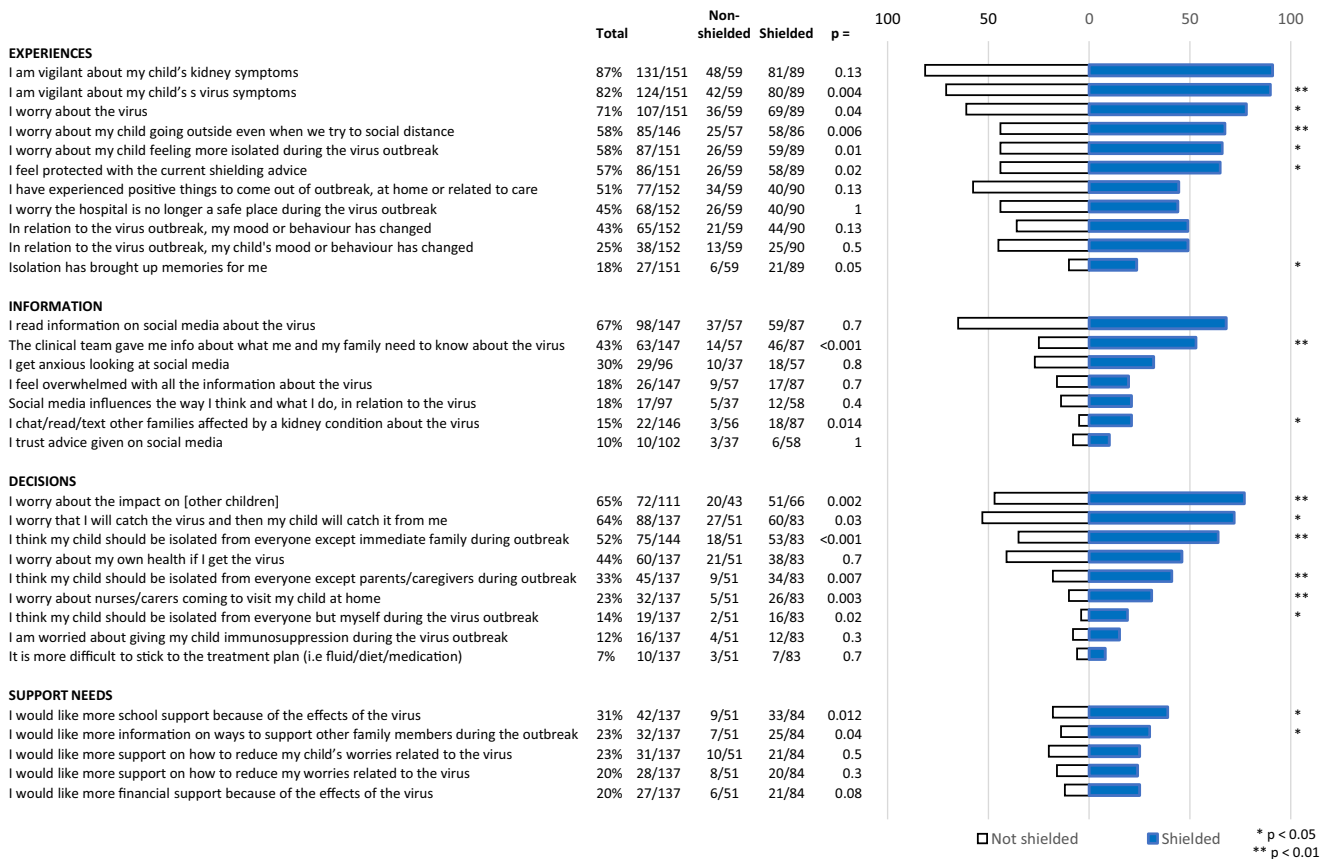 Non- 100 50 0 50 100
Total shielded Shielded p =
EXPERIENCES
I am vigilant about my child's kidney symptoms 87% 131/151 48/59 81/89 0.13
I am vigilant about my child's s virus symptoms 82% 124/151 42/59 80/89 0.004 **
I worry about the virus 71% 107/151 36/59 69/89 0.04 *
I worry about my child going outside even when we try to social distance 58% 85/146 25/57 58/86 0.006 **
I worry about my child feeling more isolated during the virus outbreak 58% 87/151 26/59 59/89 0.01 *
I feel protected with the current shielding advice 57% 86/151 26/59 58/89 0.02 *
I have experienced positive things to come out of outbreak, at home or related to care 51% 77/152 34/59 40/90 0.13
I worry the hospital is no longer a safe place during the virus outbreak 45% 68/152 26/59 40/90 1
In relation to the virus outbreak, my mood or behaviour has changed 43% 65/152 21/59 44/90 0.13
In relation to the virus outbreak, my child's mood or behaviour has changed 25% 38/152 13/59 25/90 0.5
Isolation has brought up memories for me 18% 27/151 6/59 21/89 0.05 *
INFORMATION
I read information on social media about the virus 67% 98/147 37/57 59/87 0.7
The clinical team gave me info about what me and my family need to know about the virus 43% 63/147 14/57 46/87 <0.001 **
I get anxious looking at social media 30% 29/96 10/37 18/57 0.8
I feel overwhelmed with all the information about the virus 18% 26/147 9/57 17/87 0.7
Social media influences the way I think and what I do, in relation to the virus 18% 17/97 5/37 12/58 0.4
I chat/read/text other families affected by a kidney condition about the virus 15% 22/146 3/56 18/87 0.014 *
I trust advice given on social media 10% 10/102 3/37 6/58 1
DECISIONS
I worry about the impact on [other children] 65% 72/111 20/43 51/66 0.002 **
I worry that I will catch the virus and then my child will catch it from me 64% 88/137 27/51 60/83 0.03 *
I think my child should be isolated from everyone except immediate family during outbreak 52% 75/144 18/51 53/83 <0.001 **
I worry about my own health if I get the virus 44% 60/137 21/51 38/83 0.7
I think my child should be isolated from everyone except parents/caregivers during outbreak 33% 45/137 9/51 34/83 0.007 **
I worry about nurses/carers coming to visit my child at home 23% 32/137 5/51 26/83 0.003 **
I think my child should be isolated from everyone but myself during the virus outbreak 14% 19/137 2/51 16/83 0.02 *
I am worried about giving my child immunosuppression during the virus outbreak 12% 16/137 4/51 12/83 0.3
It is more difficult to stick to the treatment plan (i.e fluid/diet/medication) 7% 10/137 3/51 7/83 0.7
SUPPORT NEEDS
I would like more school support because of the effects of the virus 31% 42/137 9/51 33/84 0.012 *
I would like more information on ways to support other family members during the outbreak 23% 32/137 7/51 25/84 0.04 *
I would like more support on how to reduce my child's worries related to the virus 23% 31/137 10/51 21/84 0.5
I would like more support on how to reduce my worries related to the virus 20% 28/137 8/51 20/84 0.3
I would like more financial support because of the effects of the virus 20% 27/137 6/51 21/84 0.08
Not shielded Shielded * p < 0.05
** p < 0.01